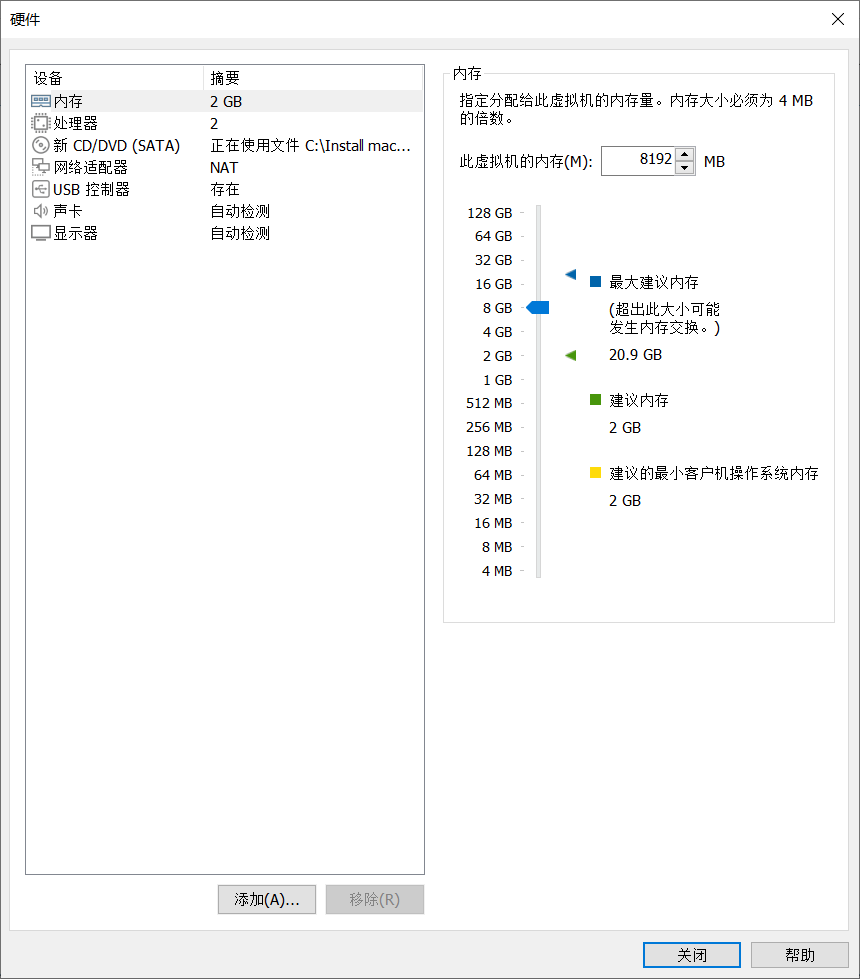 硬件
设备 摘要
内存 2 GB
处理器 2
新 CD/DVD (SATA) 正在使用文件 C:\Install mac...
网络适配器 NAT
USB 控制器 存在
声卡 自动检测
显示器 自动检测
添加(A)...
移除(R)
内存
指定分配给此虚拟机的内存量。内存大小必须为 4 MB
的倍数。
此虚拟机的内存(M): 8192 MB
128 GB
64 GB
32 GB
16 GB
8 GB
4 GB
2 GB
1 GB
512 MB
256 MB
128 MB
64 MB
32 MB
16 MB
8 MB
4 MB
最大建议内存
(超出此大小可能
发生内存交换。)
20.9 GB
建议内存
2 GB
建议的最小客户机操作系统内存
2 GB
关闭
帮助